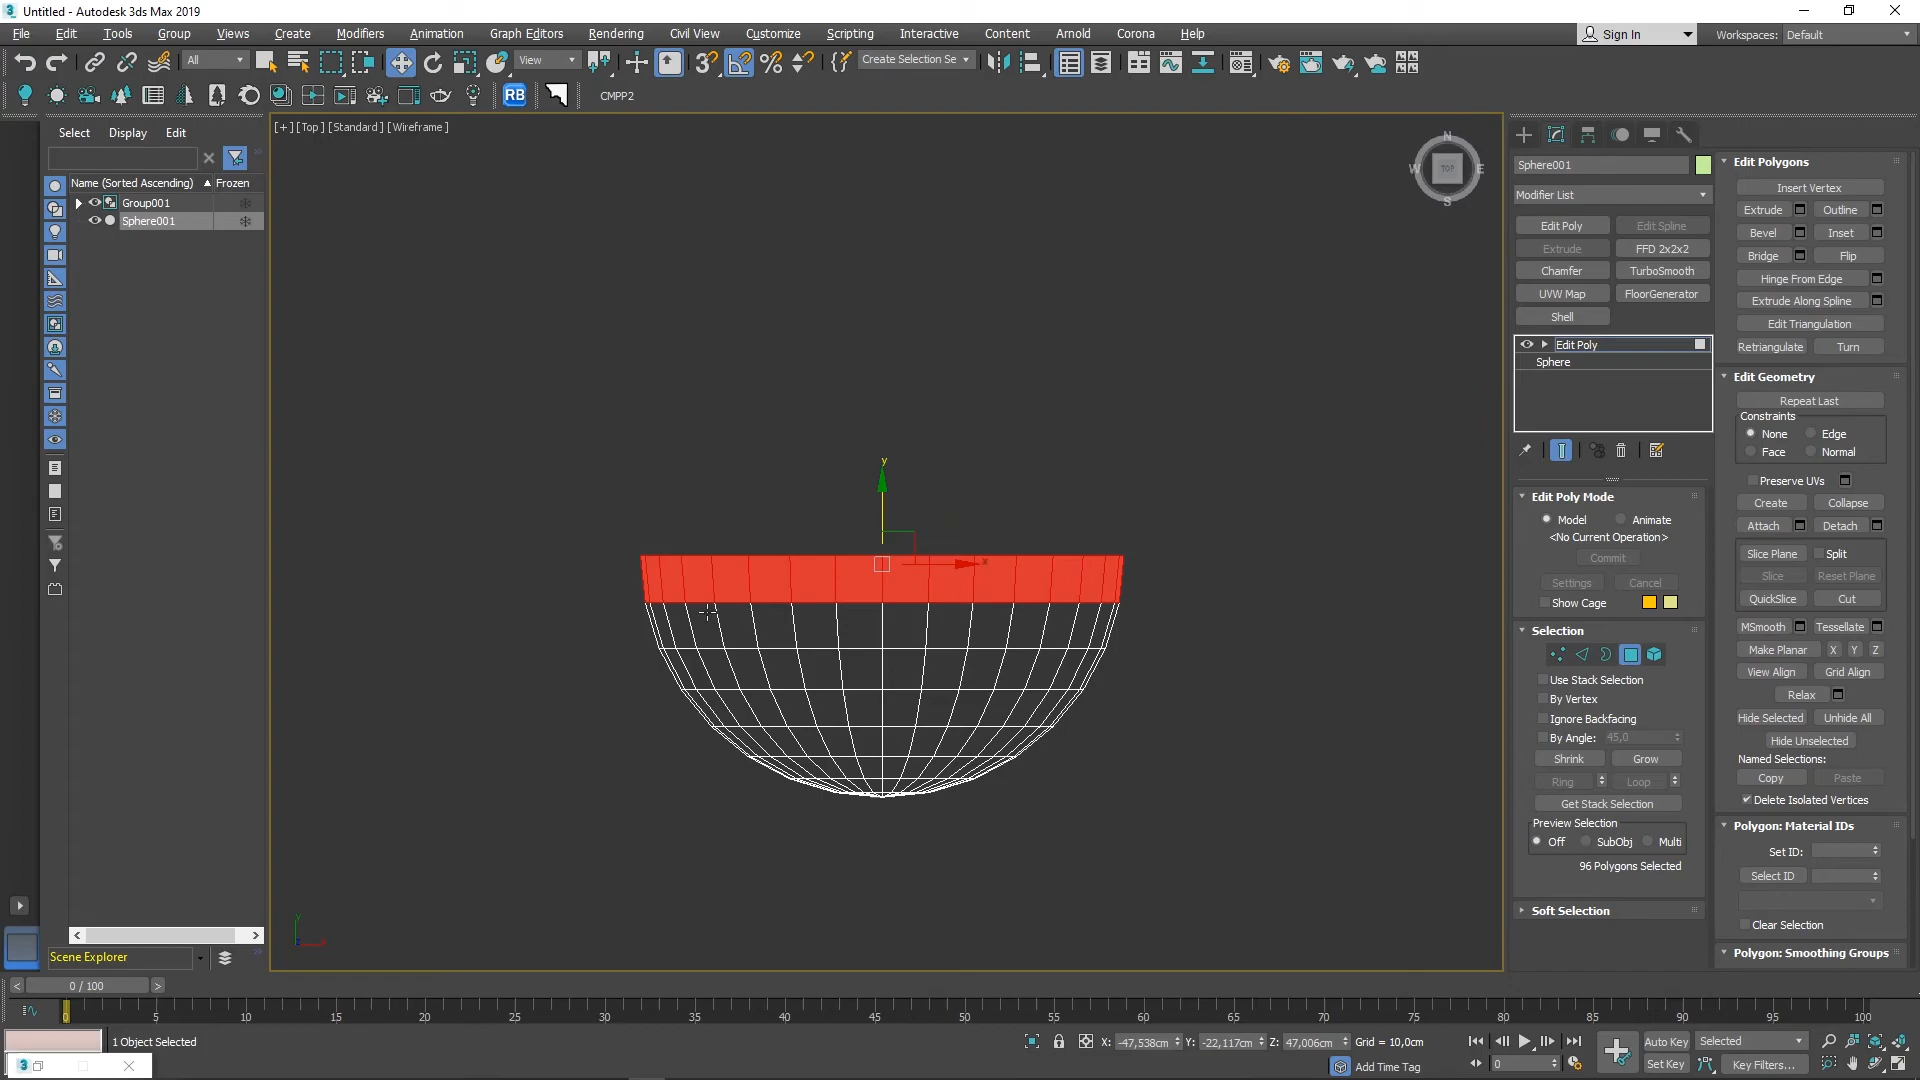 Untitled - Autodesk 3ds Max 2019
File Edit Tools Group Views Create Modifiers Animation Graph Editors Rendering Civil View Customize Scripting Interactive Content Arnold Corona Help
Sign In Workspaces: Default
All View Create Selection Se
RB CMPP2
Select Display Edit
Name (Sorted Ascending) Frozen
Group001
Sphere001
[+] [Top] [Standard] [Wireframe]
N
W TOP E
S
y
x
Sphere001
Modifier List
Edit Poly Edit Spline
Extrude FFD 2x2x2
Chamfer TurboSmooth
UVW Map FloorGenerator
Shell
Edit Poly
Sphere
Edit Poly Mode
Model Animate
<No Current Operation>
Commit
Settings Cancel
Show Cage
Selection
Use Stack Selection
By Vertex
Ignore Backfacing
By Angle: 45,0
Shrink Grow
Ring Loop
Get Stack Selection
Preview Selection
Off SubObj Multi
96 Polygons Selected
Soft Selection
Edit Polygons
Insert Vertex
Extrude Outline
Bevel Inset
Bridge Flip
Hinge From Edge
Extrude Along Spline
Edit Triangulation
Retriangulate Turn
Edit Geometry
Repeat Last
Constraints
None Edge
Face Normal
Preserve UVs
Create Collapse
Attach Detach
Slice Plane Split
Slice Reset Plane
QuickSlice Cut
MSmooth Tessellate
Make Planar X Y Z
View Align Grid Align
Relax
Hide Selected Unhide All
Hide Unselected
Named Selections:
Copy Paste
Delete Isolated Vertices
Polygon: Material IDs
Set ID:
Select ID
Clear Selection
Polygon: Smoothing Groups
Scene Explorer
0 / 100
0 5 10 15 20 25 30 35 40 45 50 55 60 65 70 75 80 85 90 95 100
1 Object Selected
X: -47,538cm Y: -22,117cm Z: 47,006cm Grid = 10,0cm
Add Time Tag
0
Auto Key Selected
Set Key Key Filters...